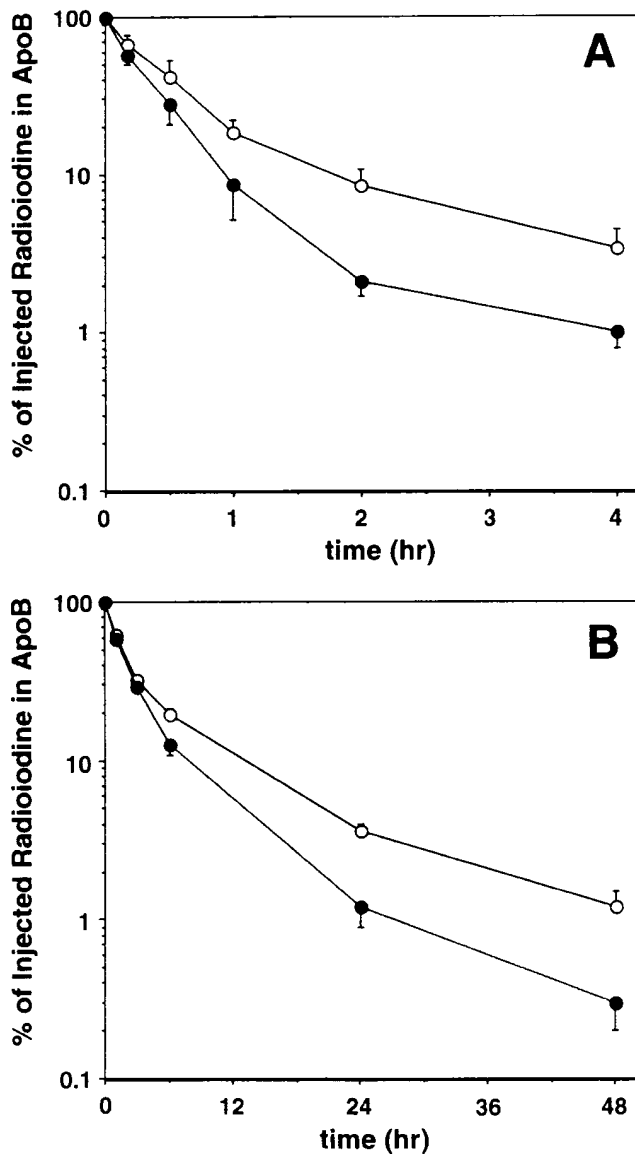 A
% of Injected Radioiodine in ApoB
100
10
1
0.1
0 1 2 3 4
time (hr)
B
% of Injected Radioiodine in ApoB
100
10
1
0.1
0 12 24 36 48
time (hr)